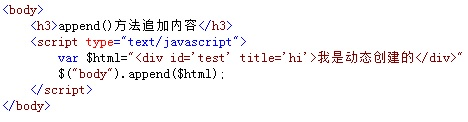 <body>
<h3>append()方法追加内容</h3>
<script type="text/javascript">
var $html="<div id='test' title='hi'>我是动态创建的</div>"
$("body").append($html);
</script>
</body>